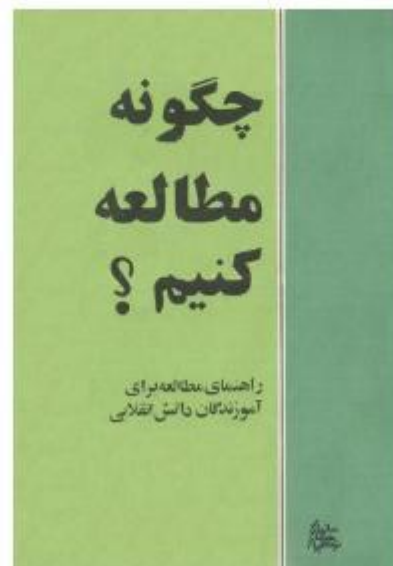 چگونه
مطالعه
کنیم ؟
راهنمای مطالعه برای
آموزندگان دانش انقلابی